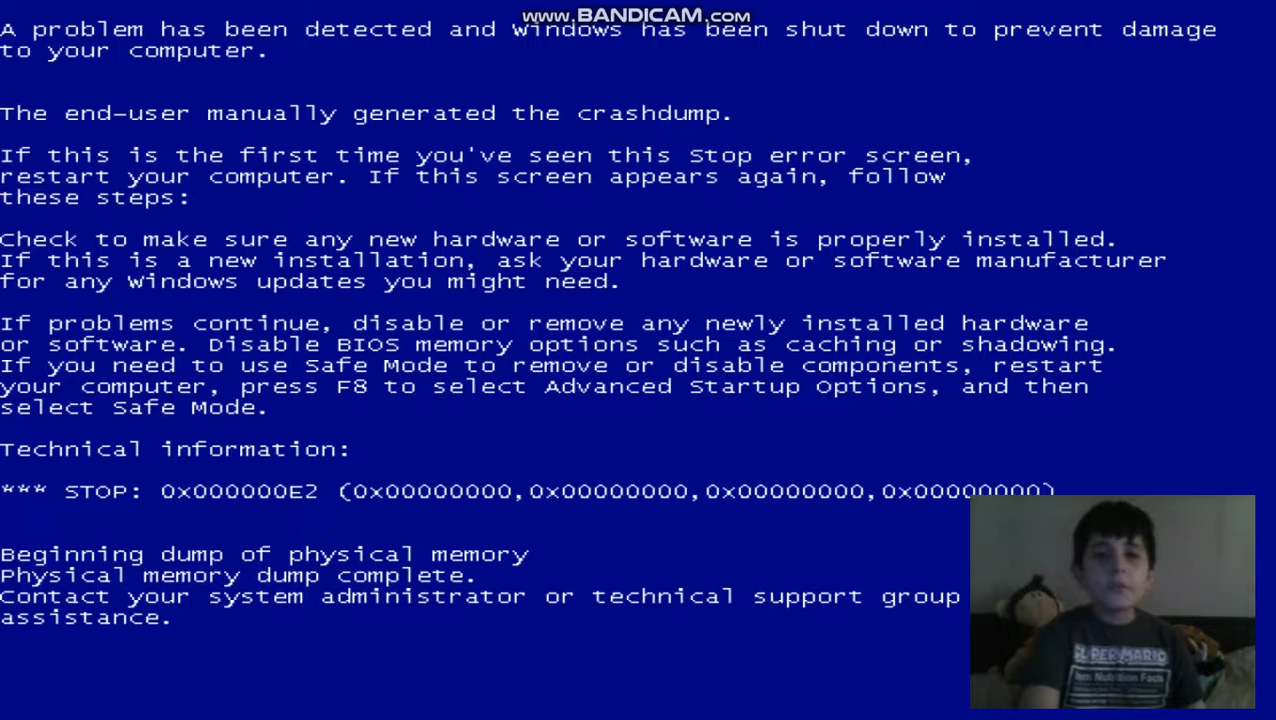 www.BANDICAM.com
A problem has been detected and Windows has been shut down to prevent damage
to your computer.
The end-user manually generated the crashdump.
If this is the first time you've seen this Stop error screen,
restart your computer. If this screen appears again, follow
these steps:
Check to make sure any new hardware or software is properly installed.
If this is a new installation, ask your hardware or software manufacturer
for any Windows updates you might need.
If problems continue, disable or remove any newly installed hardware
or software. Disable BIOS memory options such as caching or shadowing.
If you need to use Safe Mode to remove or disable components, restart
your computer, press F8 to select Advanced Startup Options, and then
select Safe Mode.
Technical information:
*** STOP: 0x000000E2 (0x00000000,0x00000000,0x00000000,0x00000000)
Beginning dump of physical memory
Physical memory dump complete.
Contact your system administrator or technical support group
assistance.
SUPER MARIO
Item Nutrition Facts